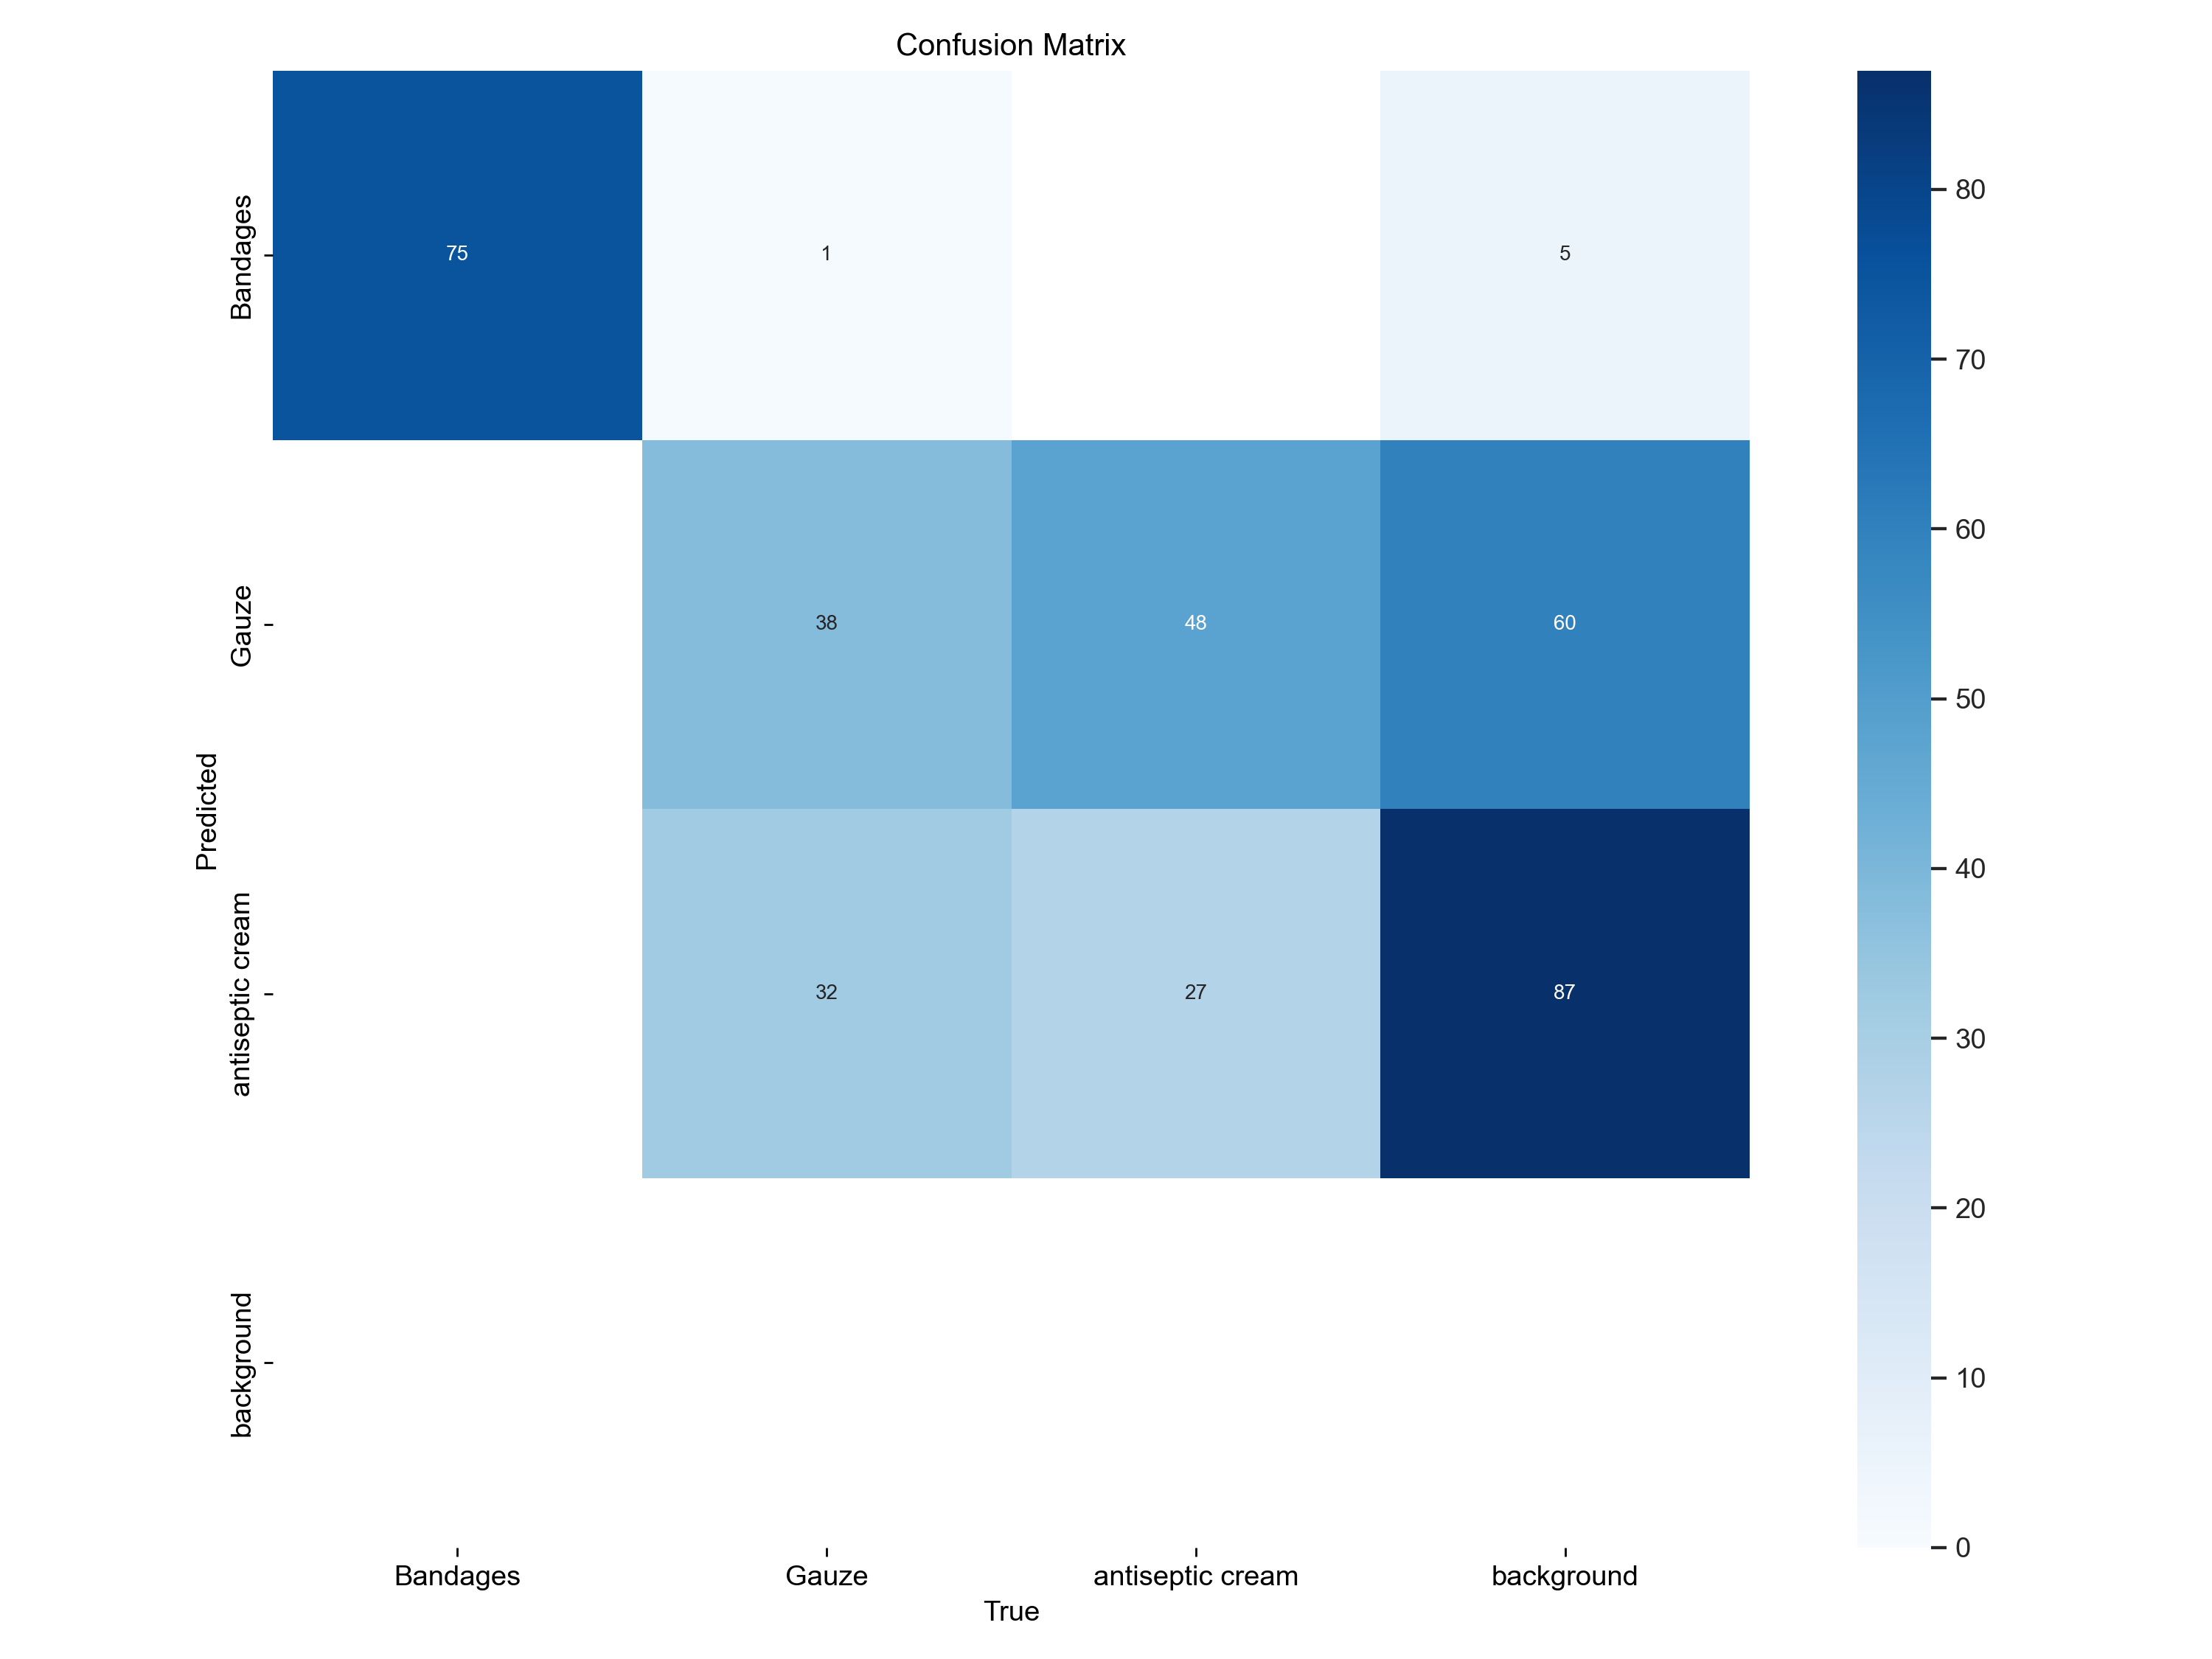 Confusion Matrix
Bandages
75
1
5
80
70
Gauze
38
48
60
60
50
Predicted
antiseptic cream
32
27
87
40
30
background
20
10
0
Bandages
Gauze
antiseptic cream
background
True